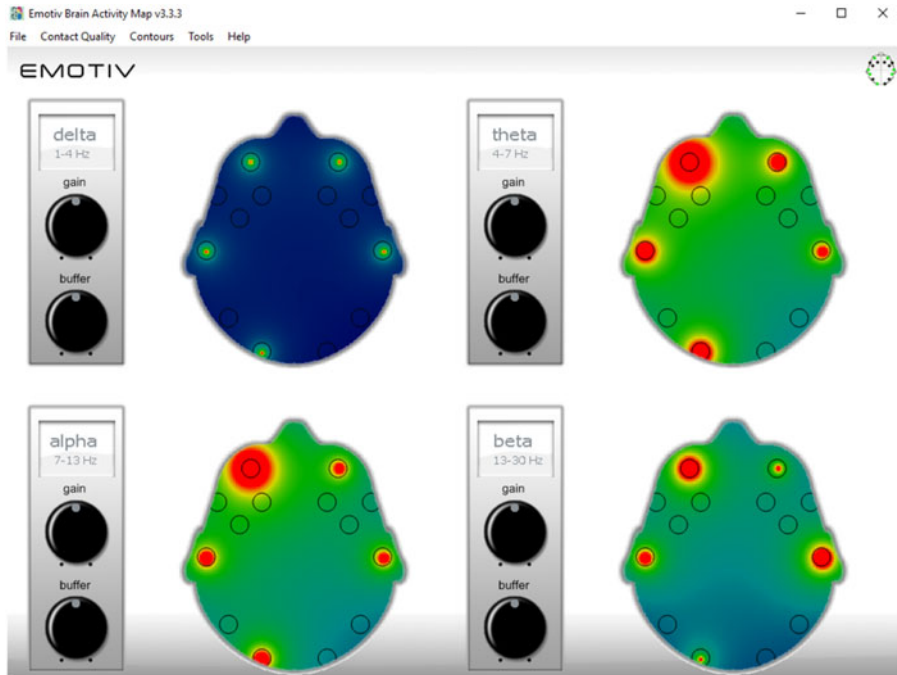 Emotiv Brain Activity Map v3.3.3
File Contact Quality Contours Tools Help
EMOTIV
delta
1-4 Hz
gain
buffer
theta
4-7 Hz
gain
buffer
alpha
7-13 Hz
gain
buffer
beta
13-30 Hz
gain
buffer